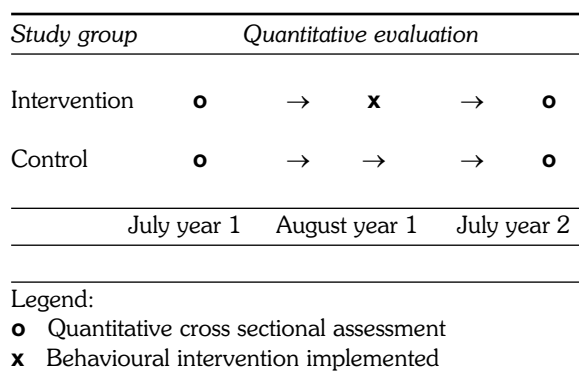 Study group Quantitative evaluation
Intervention o → x → o
Control o → → → o
July year 1 August year 1 July year 2
Legend:
o Quantitative cross sectional assessment
x Behavioural intervention implemented